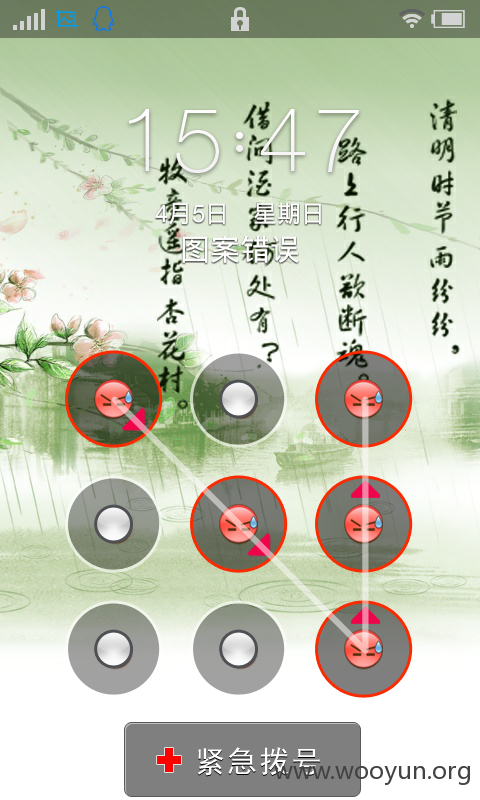 15:47
4月5日 星期日
图案错误
清明时节雨纷纷，
路上行人欲断魂。
借问酒家何处有？
牧童遥指杏花村。
紧急拨号
www.wooyun.org